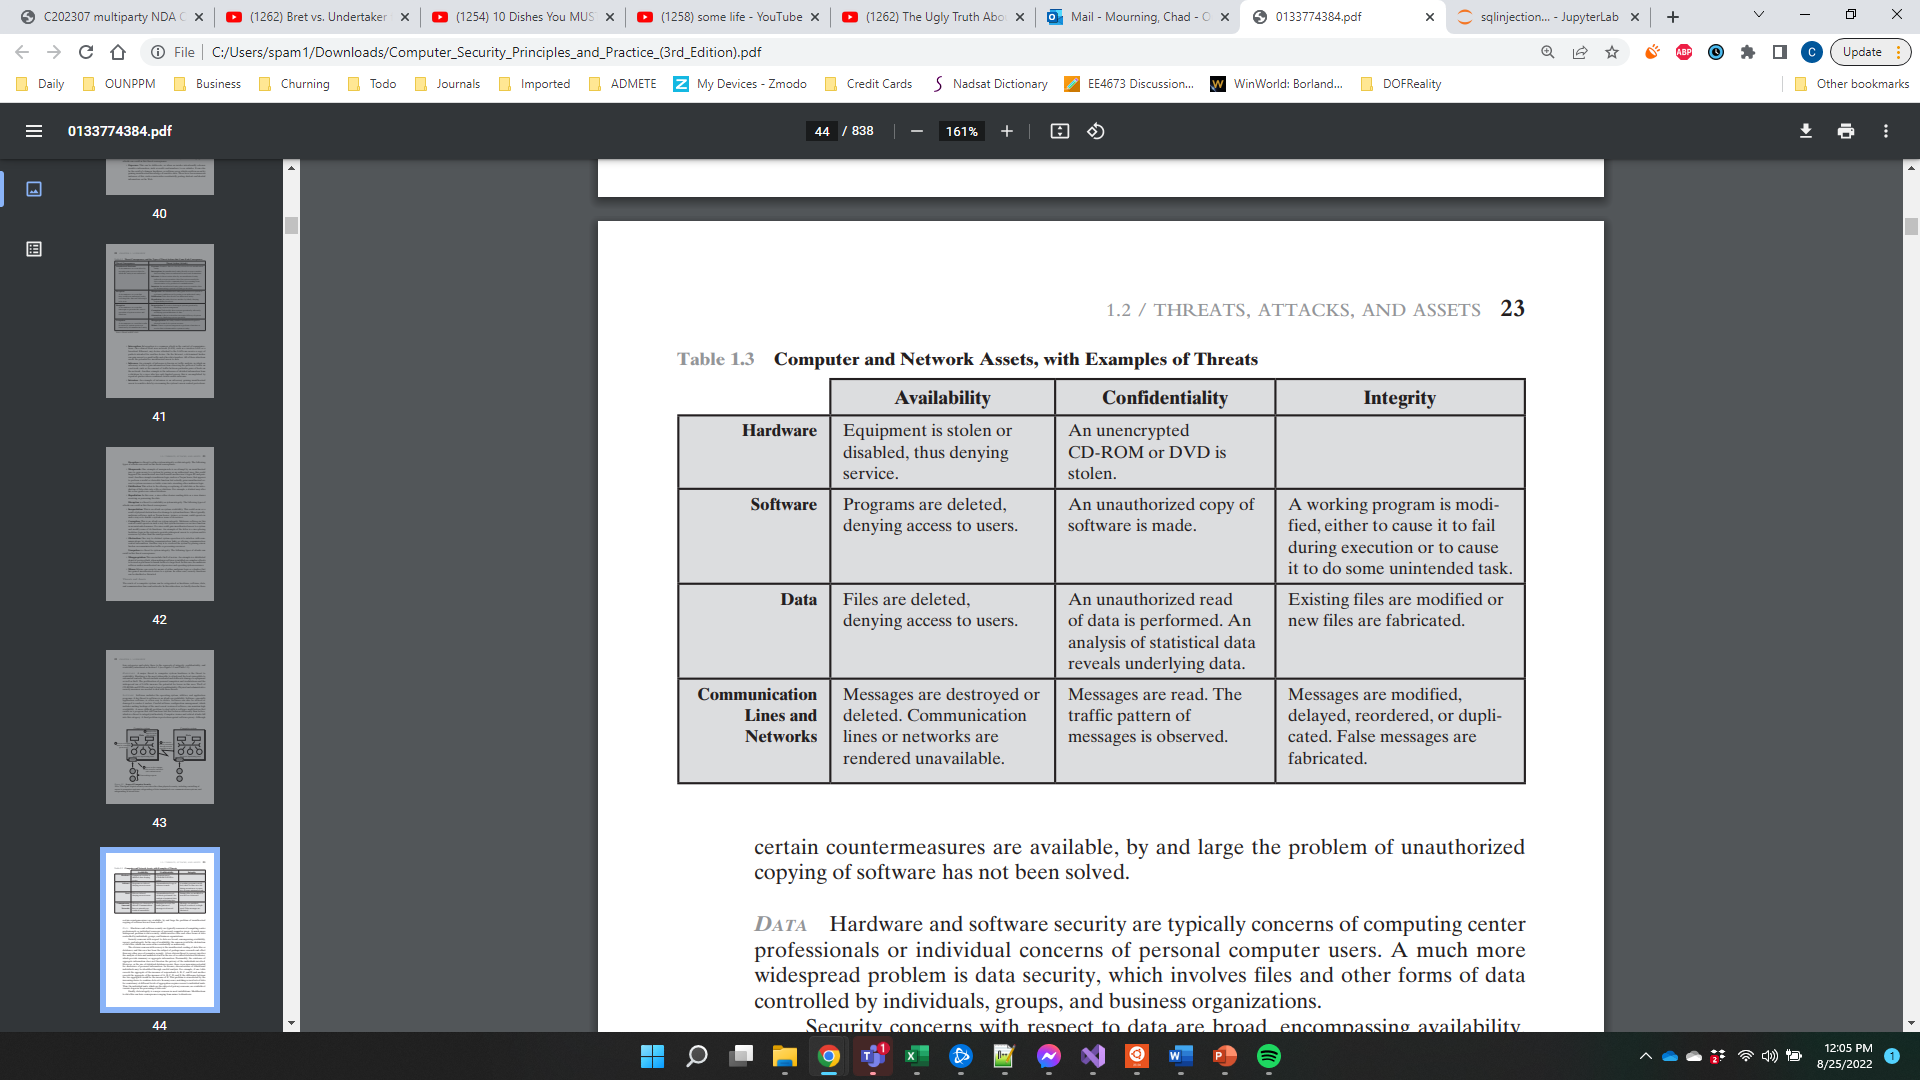 C202307 multiparty NDA C
(1262) Bret vs. Undertaker
(1254) 10 Dishes You MUS
(1258) some life - YouTube
(1262) The Ugly Truth Abo
Mail - Mourning, Chad - O
0133774384.pdf
sqlinjection... - JupyterLab
File
C:/Users/spam1/Downloads/Computer_Security_Principles_and_Practice_(3rd_Edition).pdf
ABP
C
Update
Daily
OUNPPM
Business
Churning
Todo
Journals
Imported
ADMETE
My Devices - Zmodo
Credit Cards
Nadsat Dictionary
EE4673 Discussion...
WinWorld: Borland...
DOFReality
Other bookmarks
0133774384.pdf
44 / 838
161%
40
41
42
43
44
1.2 / THREATS, ATTACKS, AND ASSETS 23
Table 1.3 Computer and Network Assets, with Examples of Threats
Availability
Confidentiality
Integrity
Hardware
Equipment is stolen or
disabled, thus denying
service.
An unencrypted
CD-ROM or DVD is
stolen.
Software
Programs are deleted,
denying access to users.
An unauthorized copy of
software is made.
A working program is modi-
fied, either to cause it to fail
during execution or to cause
it to do some unintended task.
Data
Files are deleted,
denying access to users.
An unauthorized read
of data is performed. An
analysis of statistical data
reveals underlying data.
Existing files are modified or
new files are fabricated.
Communication
Lines and
Networks
Messages are destroyed or
deleted. Communication
lines or networks are
rendered unavailable.
Messages are read. The
traffic pattern of
messages is observed.
Messages are modified,
delayed, reordered, or dupli-
cated. False messages are
fabricated.
certain countermeasures are available, by and large the problem of unauthorized
copying of software has not been solved.
DATA Hardware and software security are typically concerns of computing center
professionals or individual concerns of personal computer users. A much more
widespread problem is data security, which involves files and other forms of data
controlled by individuals, groups, and business organizations.
Security concerns with respect to data are broad, encompassing availability,
12:05 PM
8/25/2022
1